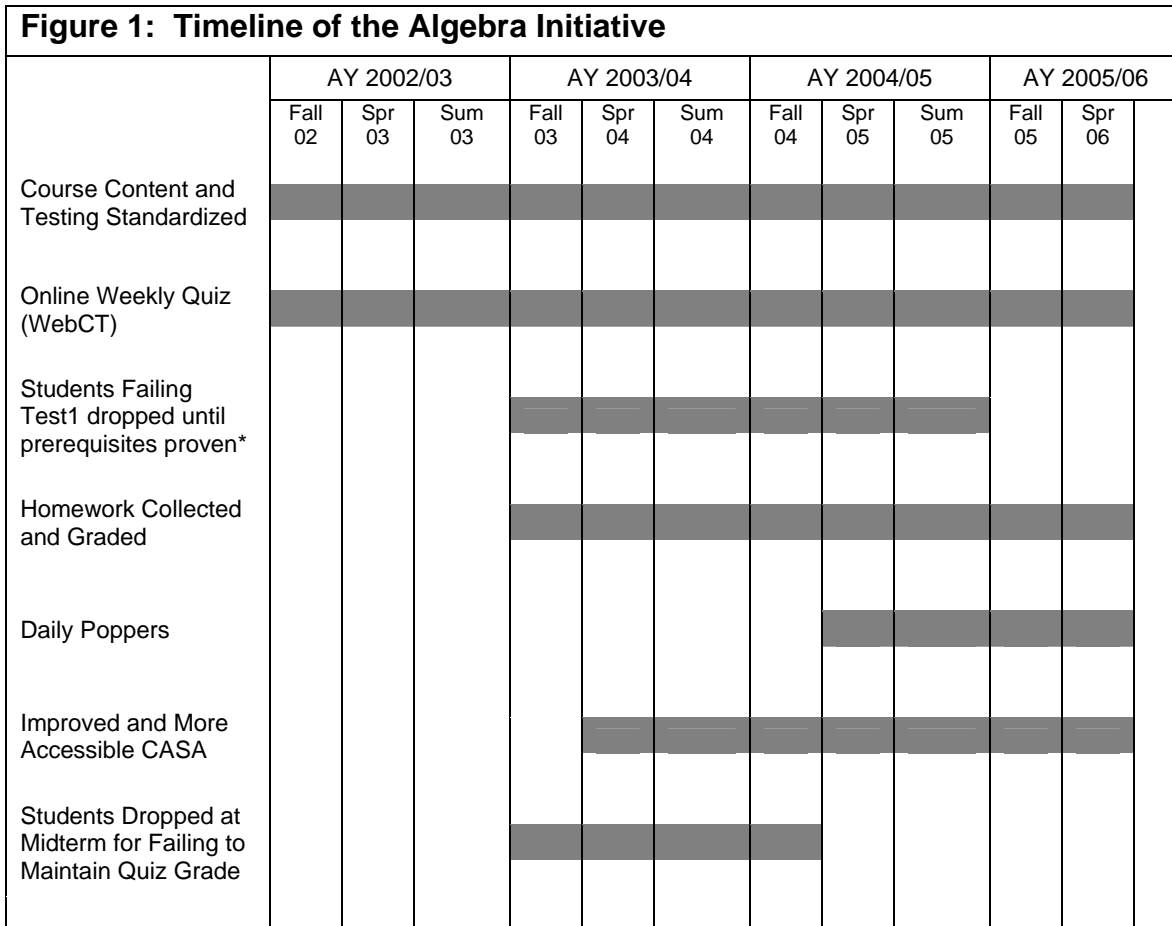 Figure 1: Timeline of the Algebra Initiative
AY 2002/03 AY 2003/04 AY 2004/05 AY 2005/06
Fall Spr Sum Fall Spr Sum Fall Spr Sum Fall Spr
02 03 03 03 04 04 04 05 05 05 06
Course Content and
Testing Standardized
Online Weekly Quiz
(WebCT)
Students Failing
Test1 dropped until
prerequisites proven*
Homework Collected
and Graded
Daily Poppers
Improved and More
Accessible CASA
Students Dropped at
Midterm for Failing to
Maintain Quiz Grade